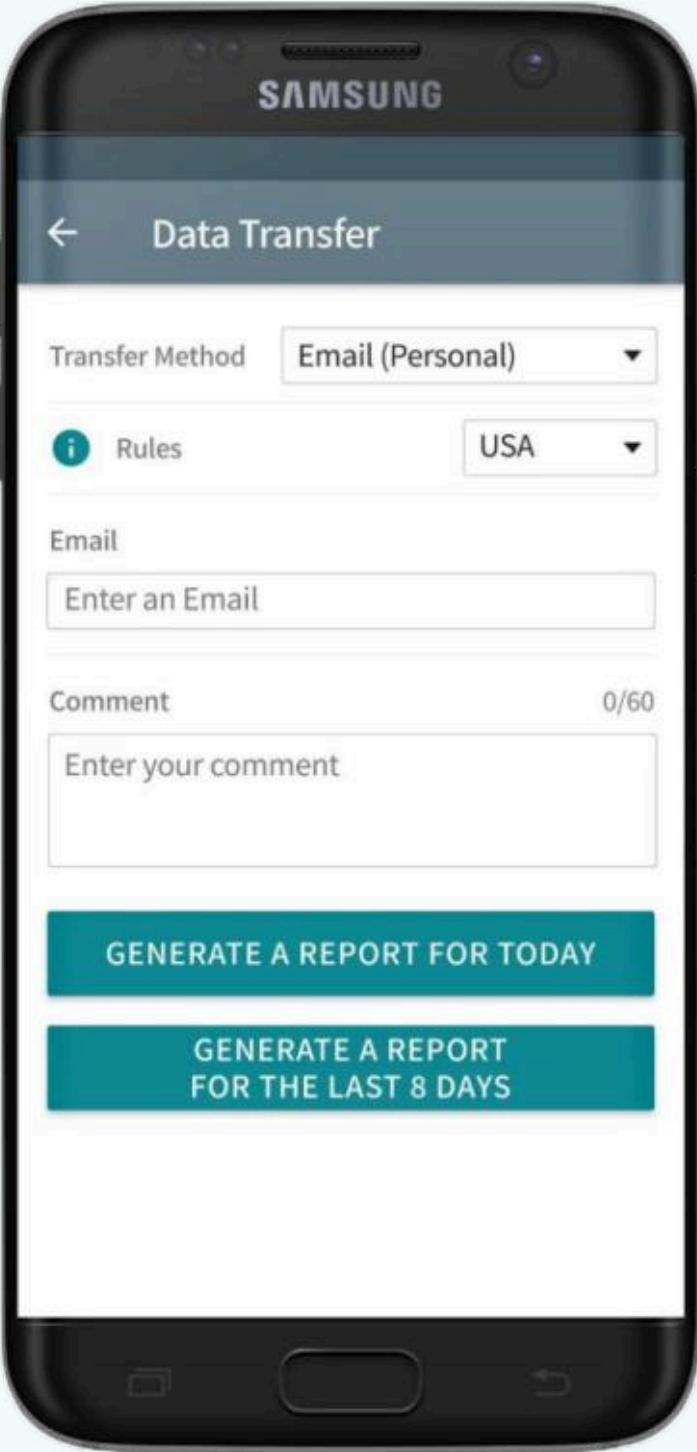 SAMSUNG
Data Transfer
Transfer Method Email (Personal)
Rules USA
Email
Enter an Email
Comment 0/60
Enter your comment
GENERATE A REPORT FOR TODAY
GENERATE A REPORT
FOR THE LAST 8 DAYS